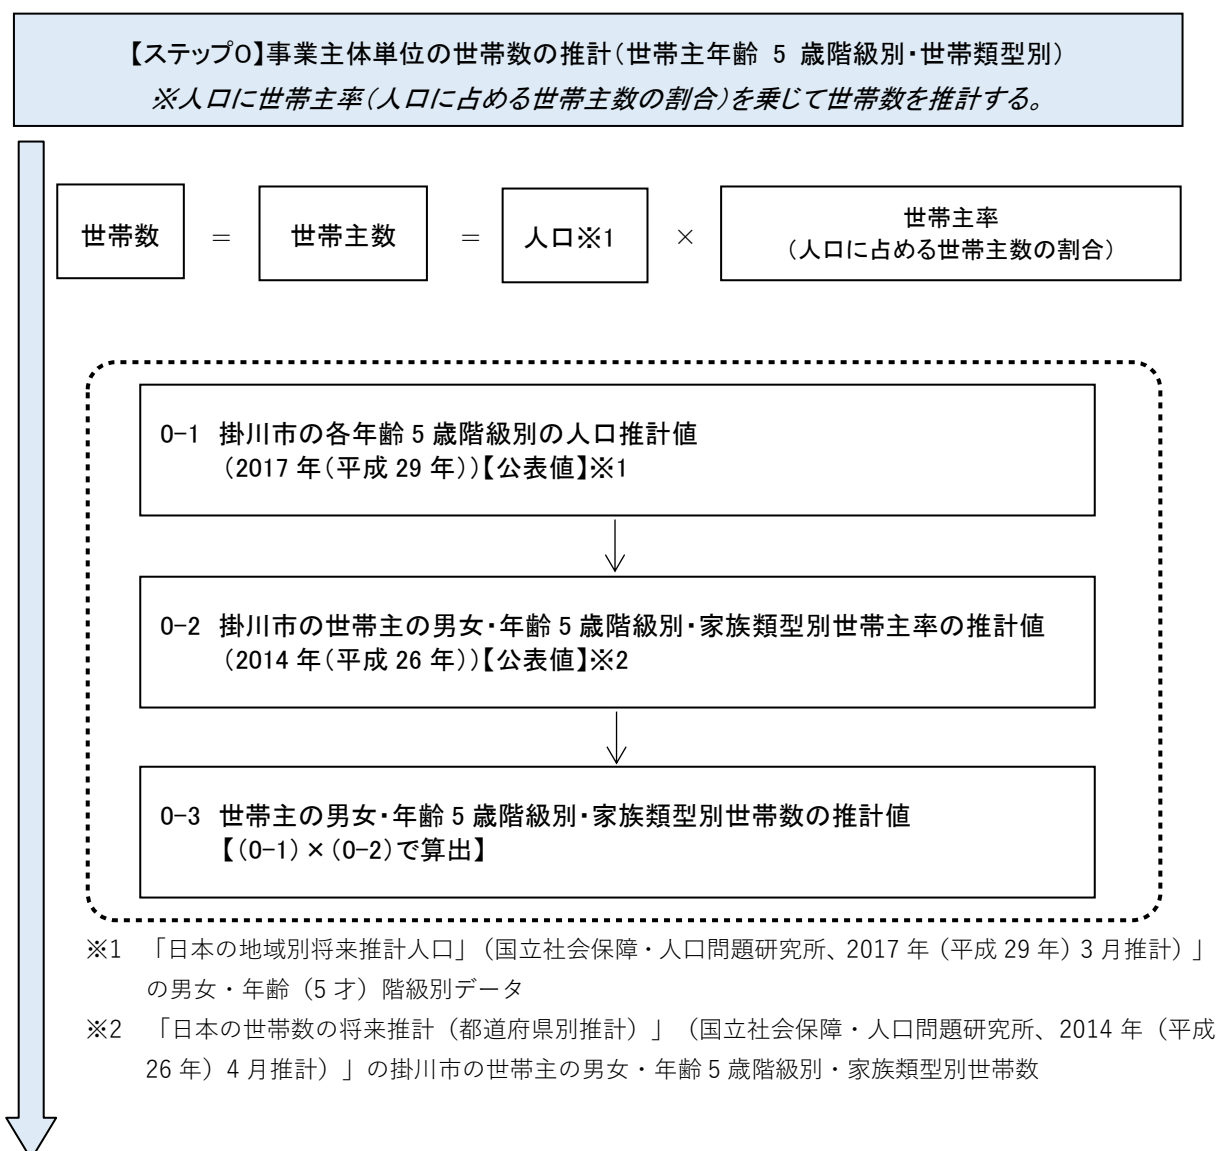 【ステップ0】事業主体単位の世帯数の推計(世帯主年齢 5 歳階級別・世帯類型別)
※人口に世帯主率(人口に占める世帯主数の割合)を乗じて世帯数を推計する。
世帯数 = 世帯主数 = 人口※1 × 世帯主率
(人口に占める世帯主数の割合)
0-1 掛川市の各年齢 5 歳階級別の人口推計値
(2017 年(平成 29 年))【公表値】※1
0-2 掛川市の世帯主の男女・年齢 5 歳階級別・家族類型別世帯主率の推計値
(2014 年(平成 26 年))【公表値】※2
0-3 世帯主の男女・年齢 5 歳階級別・家族類型別世帯数の推計値
【(0-1)×(0-2)で算出】
※1 「日本の地域別将来推計人口」(国立社会保障・人口問題研究所、2017 年(平成 29 年)3 月推計)」
の男女・年齢(5 才)階級別データ
※2 「日本の世帯数の将来推計(都道府県別推計)」(国立社会保障・人口問題研究所、2014 年(平成
26 年)4 月推計)」の掛川市の世帯主の男女・年齢 5 歳階級別・家族類型別世帯数